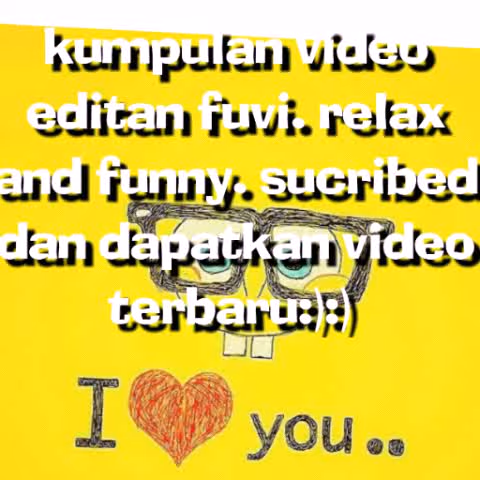 kumpulan video
editan fuvi. relax
and funny. sucribed
dan dapatkan video
terbaru:):)
I you..